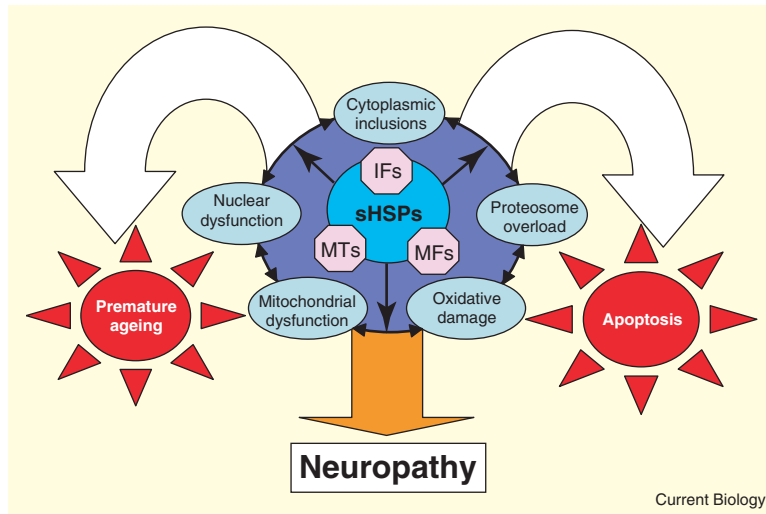 Cytoplasmic
inclusions
IFs
Nuclear
dysfunction
sHSPs
Proteosome
overload
MTs
MFs
Mitochondrial
dysfunction
Oxidative
damage
Premature
ageing
Apoptosis
Neuropathy
Current Biology